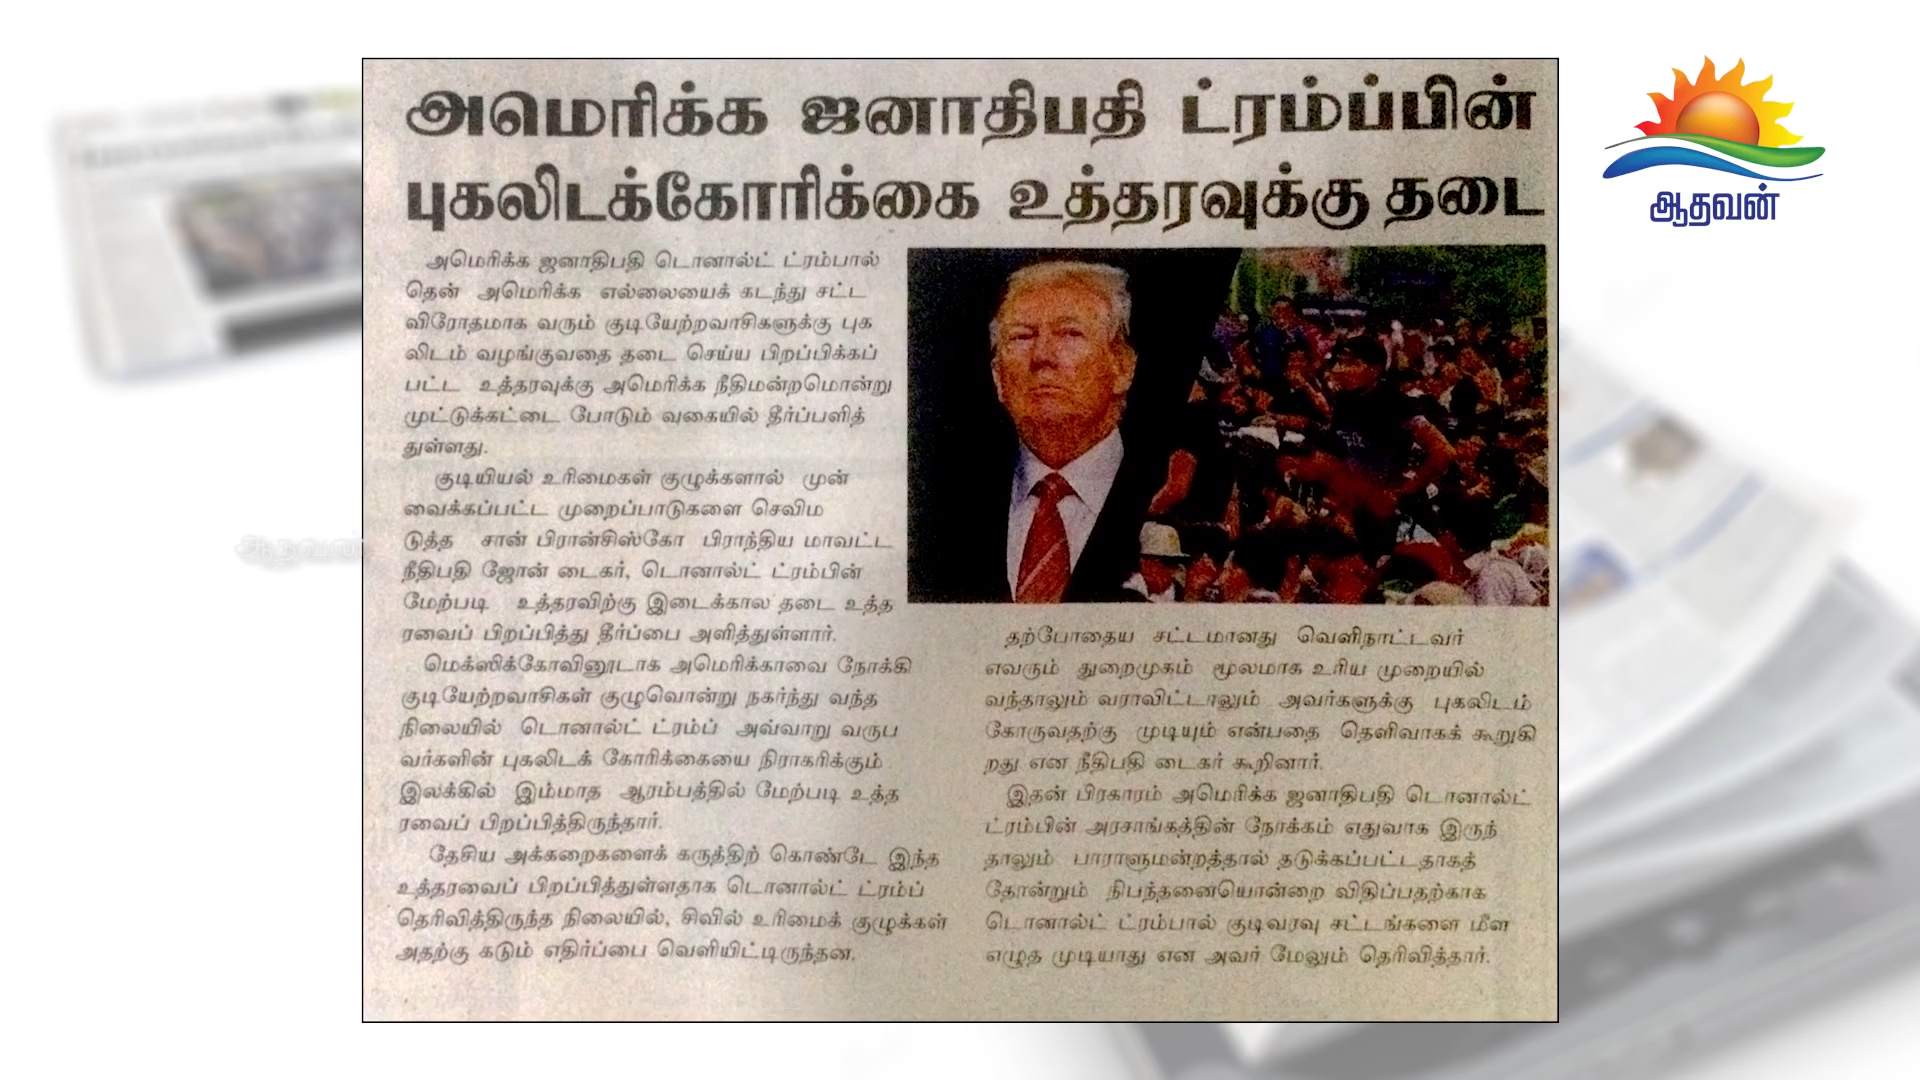 அமெரிக்க ஜனாதிபதி ட்ரம்ப்பின்
புகலிடக்கோரிக்கை உத்தரவுக்கு தடை
ஆதவன்
அமெரிக்க ஜனாதிபதி டொனால்ட் ட்ரம்பால்
தென் அமெரிக்க எல்லையைக் கடந்து சட்ட
விரோதமாக வரும் குடியேற்றவாசிகளுக்கு புக
லிடம் வழங்குவதை தடை செய்ய பிறப்பிக்கப்
பட்ட உத்தரவுக்கு அமெரிக்க நீதிமன்றமொன்று
முட்டுக்கட்டை போடும் வகையில் தீர்ப்பளித்
துள்ளது.
குடியியல் உரிமைகள் குழுக்களால் முன்
வைக்கப்பட்ட முறைப்பாடுகளை செவிம
டுத்த சான் பிரான்சிஸ்கோ பிராந்திய மாவட்ட
நீதிபதி ஜோன் டைகர், டொனால்ட் ட்ரம்பின்
மேற்படி உத்தரவிற்கு இடைக்கால தடை உத்த
ரவைப் பிறப்பித்து தீர்ப்பை அளித்துள்ளார்.
மெக்ஸிக்கோவினூடாக அமெரிக்காவை நோக்கி
குடியேற்றவாசிகள் குழுவொன்று நகர்ந்து வந்த
நிலையில் டொனால்ட் ட்ரம்ப் அவ்வாறு வருப
வர்களின் புகலிடக் கோரிக்கையை நிராகரிக்கும்
இலக்கில் இம்மாத ஆரம்பத்தில் மேற்படி உத்த
ரவைப் பிறப்பித்திருந்தார்.
தேசிய அக்கறைகளைக் கருத்திற் கொண்டே இந்த
உத்தரவைப் பிறப்பித்துள்ளதாக டொனால்ட் ட்ரம்ப்
தெரிவித்திருந்த நிலையில், சிவில் உரிமைக் குழுக்கள்
அதற்கு கடும் எதிர்ப்பை வெளியிட்டிருந்தன.
தற்போதைய சட்டமானது வெளிநாட்டவர்
எவரும் துறைமுகம் மூலமாக உரிய முறையில்
வந்தாலும் வராவிட்டாலும் அவர்களுக்கு புகலிடம்
கோருவதற்கு முடியும் என்பதை தெளிவாகக் கூறுகி
றது என நீதிபதி டைகர் கூறினார்.
இதன் பிரகாரம் அமெரிக்க ஜனாதிபதி டொனால்ட்
ட்ரம்பின் அரசாங்கத்தின் நோக்கம் எதுவாக இருந்
தாலும் பாராளுமன்றத்தால் தடுக்கப்பட்டதாகத்
தோன்றும் நிபந்தனையொன்றை விதிப்பதற்காக
டொனால்ட் ட்ரம்பால் குடிவரவு சட்டங்களை மீள
எழுத முடியாது என அவர் மேலும் தெரிவித்தார்.
ஆதவன்